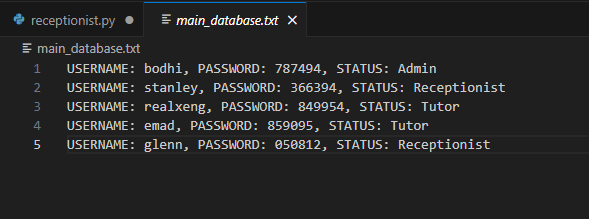 receptionist.py
main_database.txt
main_database.txt
1 USERNAME: bodhi, PASSWORD: 787494, STATUS: Admin
2 USERNAME: stanley, PASSWORD: 366394, STATUS: Receptionist
3 USERNAME: realxeng, PASSWORD: 849954, STATUS: Tutor
4 USERNAME: emad, PASSWORD: 859095, STATUS: Tutor
5 USERNAME: glenn, PASSWORD: 050812, STATUS: Receptionist